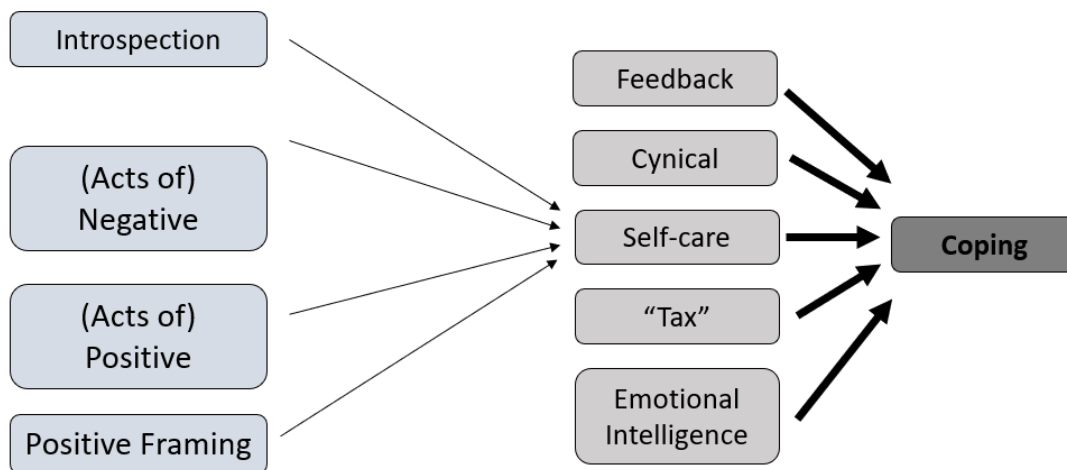 Introspection
(Acts of)
Negative
(Acts of)
Positive
Positive Framing
Feedback
Cynical
Self-care
“Tax”
Emotional
Intelligence
Coping